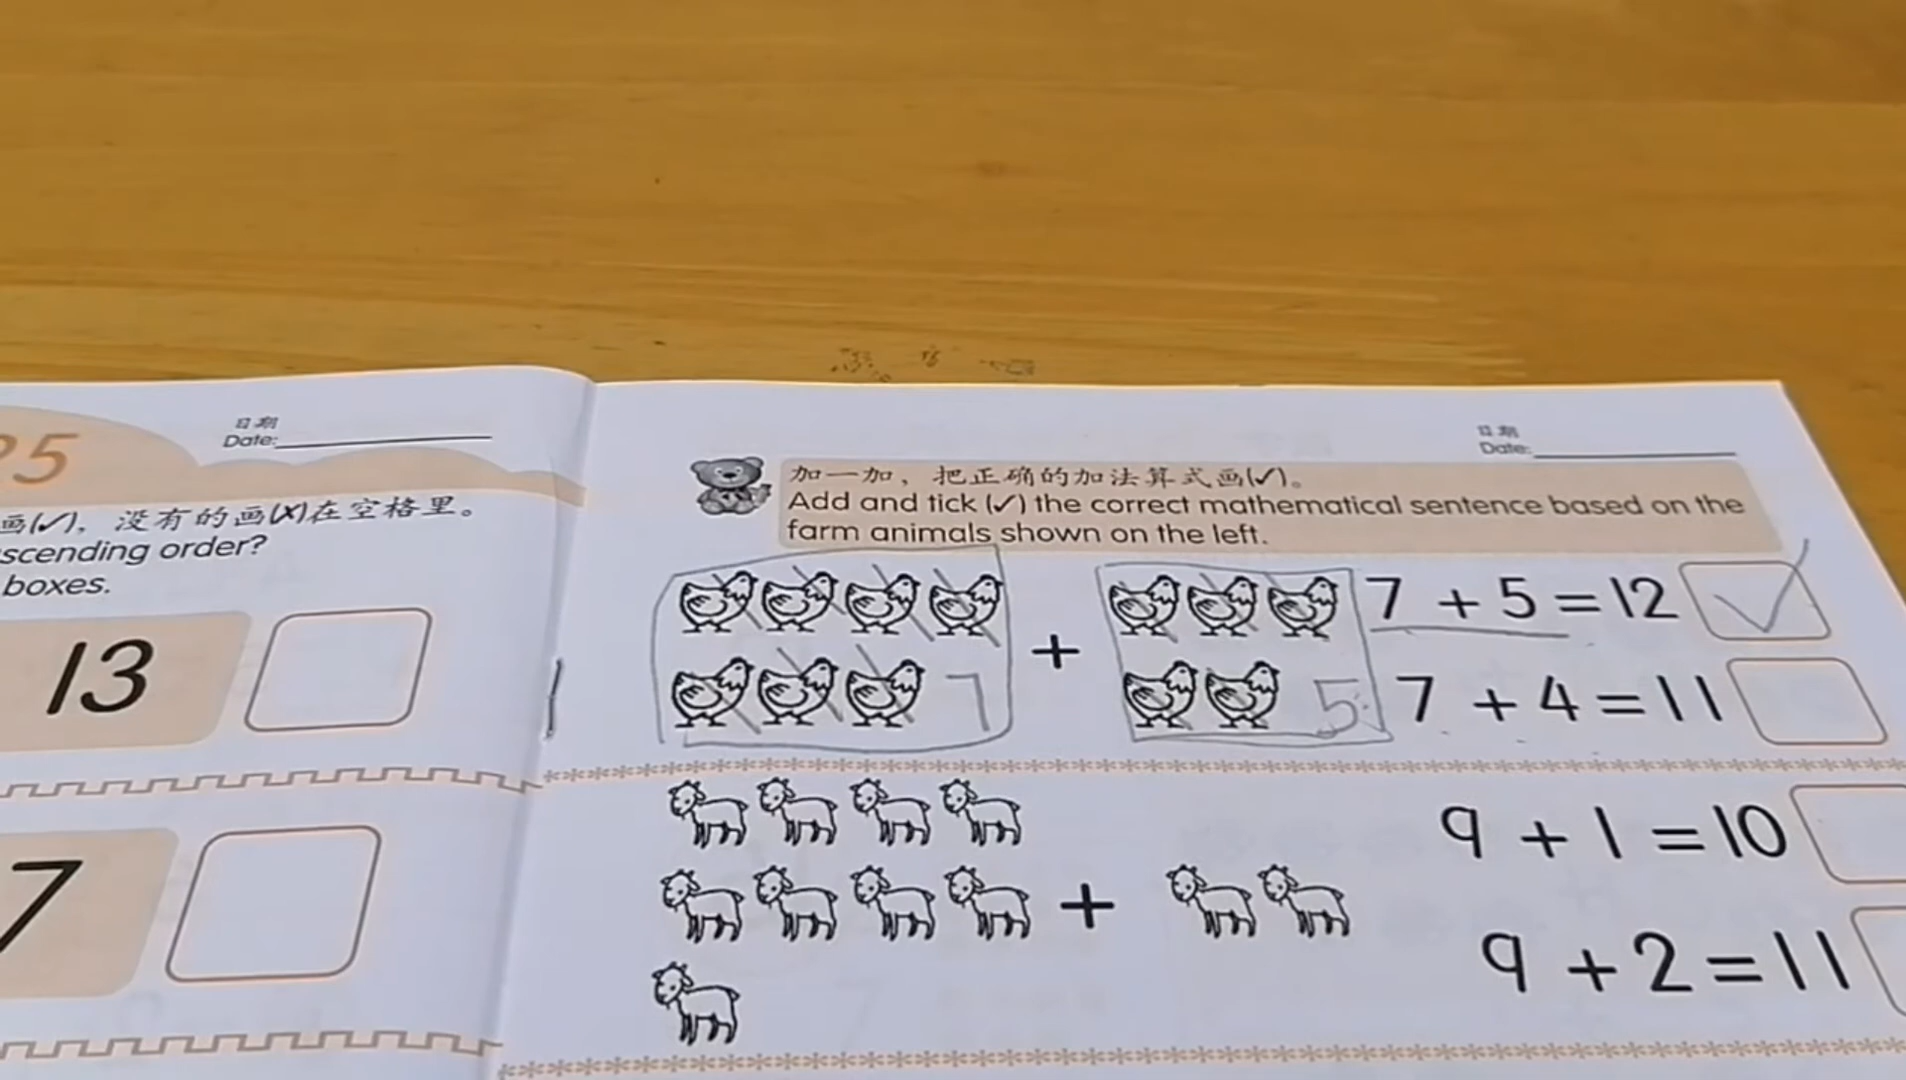 25
日期
Date:
画(✓), 没有的画(✗)在空格里。
scending order?
boxes.
13
7
日期
Date:
加一加，把正确的加法算式画(✓)。
Add and tick (✓) the correct mathematical sentence based on the
farm animals shown on the left.
7 + 5 = 12 ✓
7 + 5
7 + 4 = 11
+
9 + 1 = 10
9 + 2 = 11